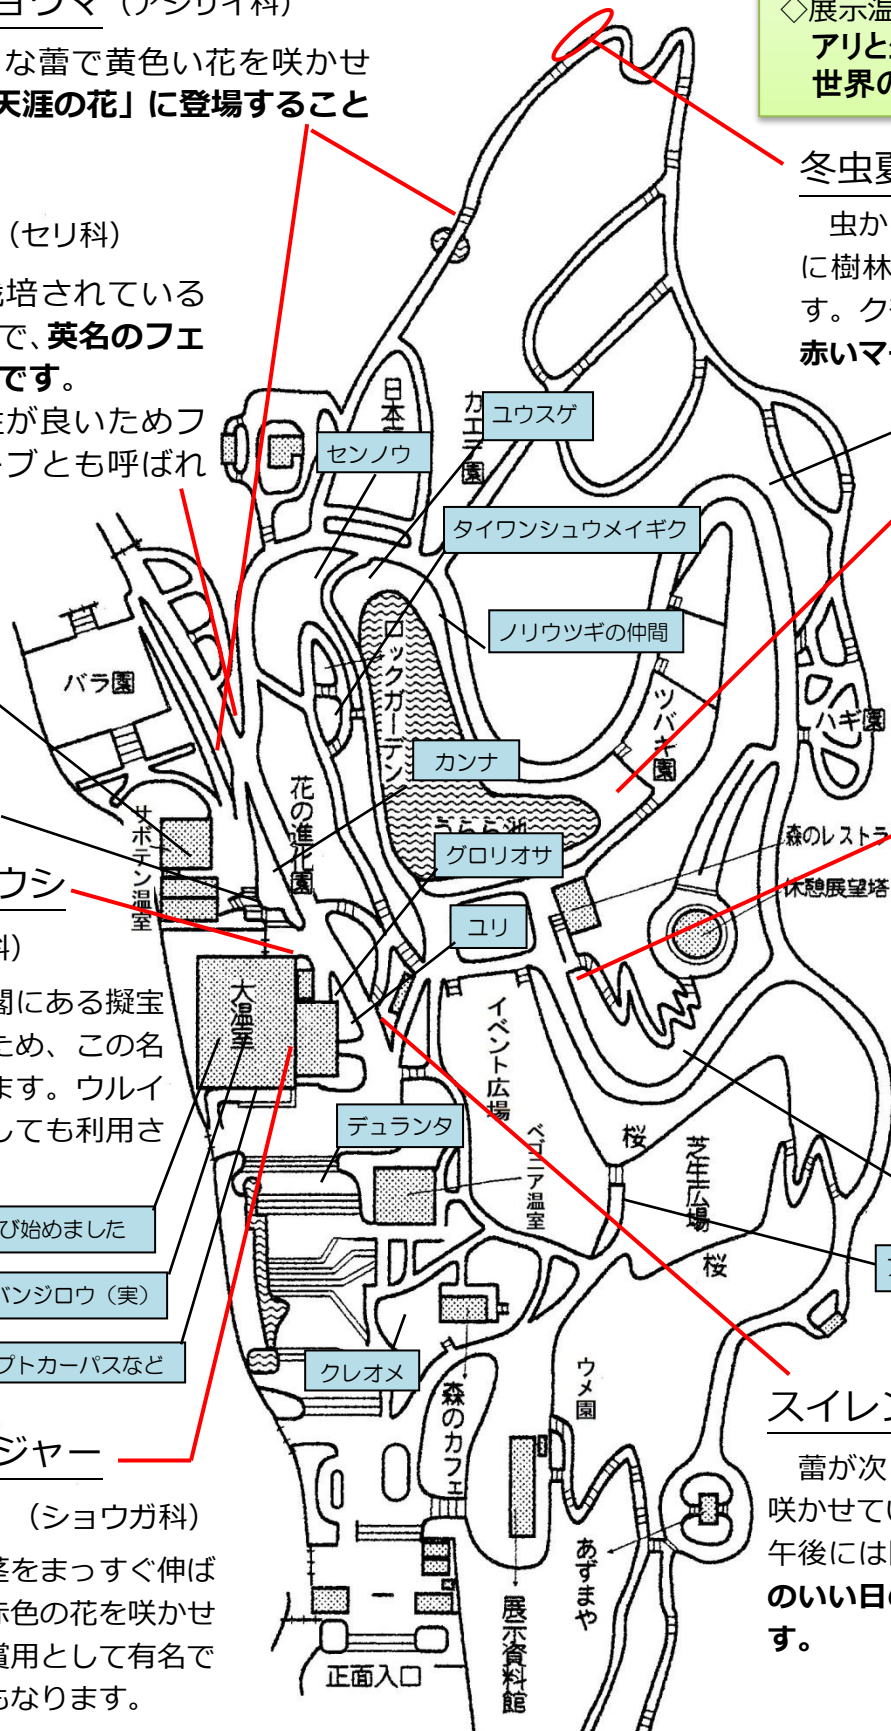 ョウマ（アジサイ科）
な蕾で黄色い花を咲かせ
天涯の花」に登場すること
◇展示温
アリと
世界の
冬虫夏
虫か
に樹林
す。ク
赤いマ
（セリ科）
培されている
で、英名のフェ
です。
性が良いためフ
ーブとも呼ばれ
日本
カエデ園
ユウスゲ
センノウ
タイワンシュウメイギク
ノリウツギの仲間
ロックガーデン
バラ園
ツバキ園
ハギ園
カンナ
花の進化園
うらら池
サボテン温室
グロリオサ
森のレストラ
休憩展望塔
ウシ
科）
ユリ
閣にある擬宝
ため、この名
ます。ウルイ
しても利用さ
大温室
イベント広場
デュランタ
ベゴニア温室
桜
芝生広場
桜
び始めました
バンジロウ（実）
プトカーパスなど
クレオメ
森のカフェ
ウメ園
スイレン
蕾が次
咲かせてい
午後には
のいい日
す。
ジャー
（ショウガ科）
茎をまっすぐ伸ば
赤色の花を咲かせ
賞用として有名で
もなります。
あずまや
展示資料館
正面入口